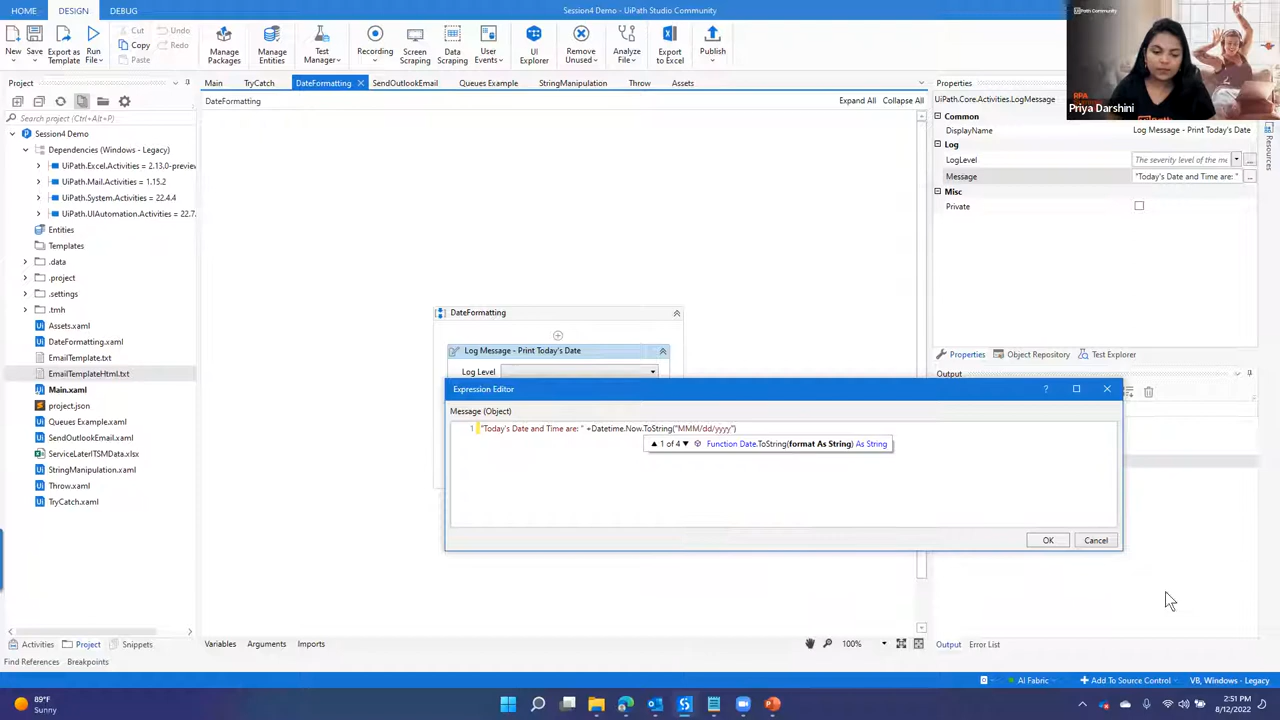 HOME
DESIGN
DEBUG
UiPath Studio Community
Session4 Demo - UiPath Studio Community
New
Save
Export as Template
Run File
Cut
Copy
Paste
Undo
Redo
Manage Packages
Manage Entities
Test Manager
Recording
Screen Scraping
Data Scraping
User Events
UI Explorer
Remove Unused
Analyze File
Export to Excel
Publish
Priya Darshini
Project
Main
TryCatch
DateFormatting
SendOutlookEmail
Queues Example
StringManipulation
Throw
Assets
Properties
DateFormatting
Expand All
Collapse All
UiPath.Core.Activities.LogMessage
Search project (Ctrl+Alt+P)
Common
DisplayName
Log Message - Print Today's Date
Log
LogLevel
The severity level of the me
Message
"Today's Date and Time are: "
Misc
Private
Resources
Session4 Demo
Dependencies (Windows - Legacy)
UiPath.Excel.Activities = 2.13.0-preview
UiPath.Mail.Activities = 1.15.2
UiPath.System.Activities = 22.4.4
UiPath.UIAutomation.Activities = 22.7.
Entities
Templates
.data
.project
.settings
.tmh
Assets.xaml
DateFormatting.xaml
EmailTemplate.txt
EmailTemplateHtml.txt
Main.xaml
project.json
Queues Example.xaml
SendOutlookEmail.xaml
ServiceLaterITSMData.xlsx
StringManipulation.xaml
Throw.xaml
TryCatch.xaml
DateFormatting
Log Message - Print Today's Date
Log Level
Properties
Object Repository
Test Explorer
Output
Expression Editor
Message (Object)
1 "Today's Date and Time are: " +Datetime.Now.ToString("MMM/dd/yyyy")
1 of 4 Function Date.ToString(format As String) As String
OK
Cancel
Activities
Project
Snippets
Variables
Arguments
Imports
100%
Output
Error List
Find References
Breakpoints
AI Fabric
Add To Source Control
VB, Windows - Legacy
89°F
Sunny
2:51 PM
8/12/2022